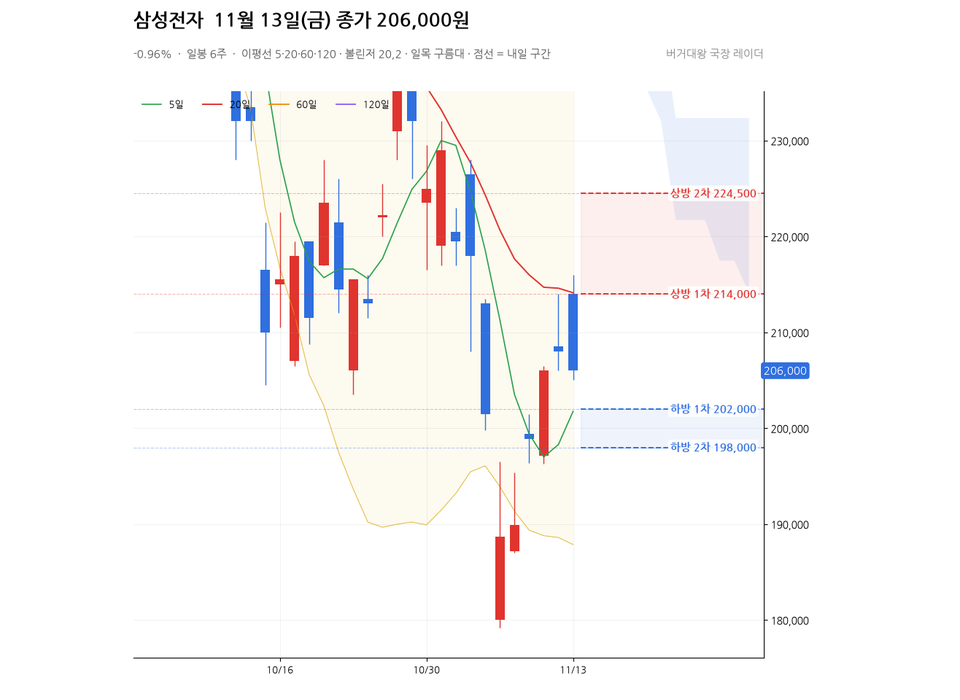 삼성전자 11월 13일(금) 종가 206,000원
-0.96% · 일봉 6주 · 이평선 5·20·60·120 · 볼린저 20,2 · 일목 구름대 · 점선 = 내일 구간
버거대왕 국장 레이더
5일 20일 60일 120일
230,000
상방 2차 224,500
220,000
상방 1차 214,000
210,000
206,000
하방 1차 202,000
200,000
하방 2차 198,000
190,000
180,000
10/16 10/30 11/13